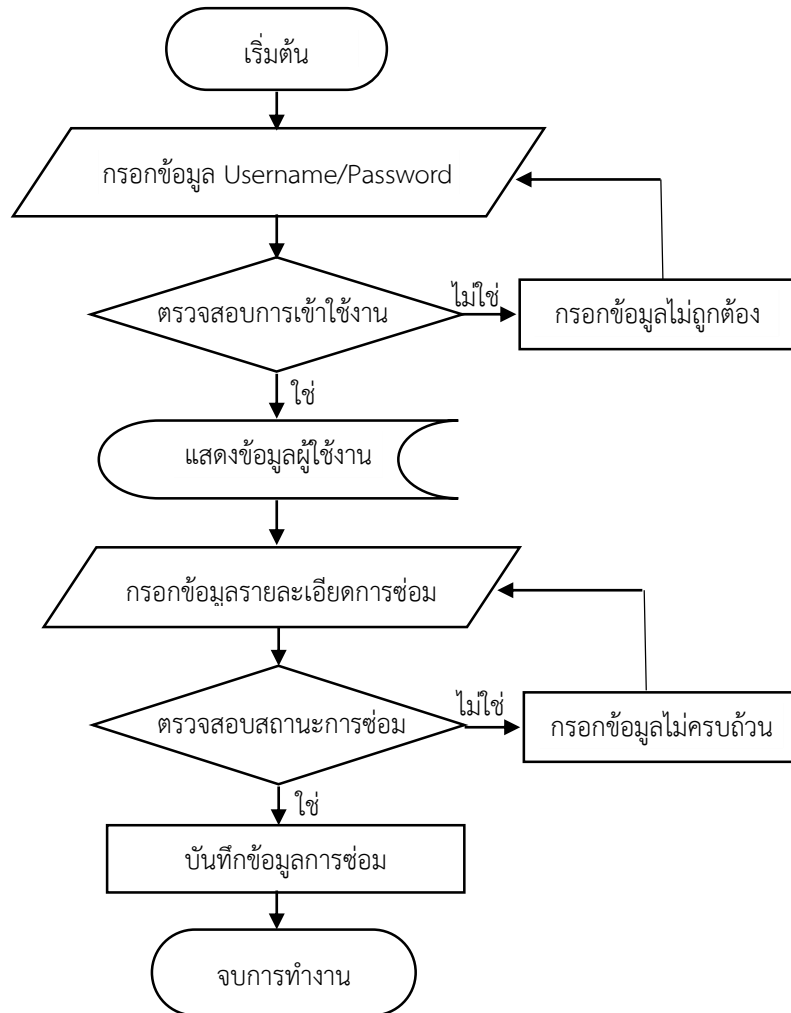 เริ่มต้น
กรอกข้อมูล Username/Password
ตรวจสอบการเข้าใช้งาน
ไม่ใช่
กรอกข้อมูลไม่ถูกต้อง
ใช่
แสดงข้อมูลผู้ใช้งาน
กรอกข้อมูลรายละเอียดการซ่อม
ตรวจสอบสถานะการซ่อม
ไม่ใช่
กรอกข้อมูลไม่ครบถ้วน
ใช่
บันทึกข้อมูลการซ่อม
จบการทำงาน